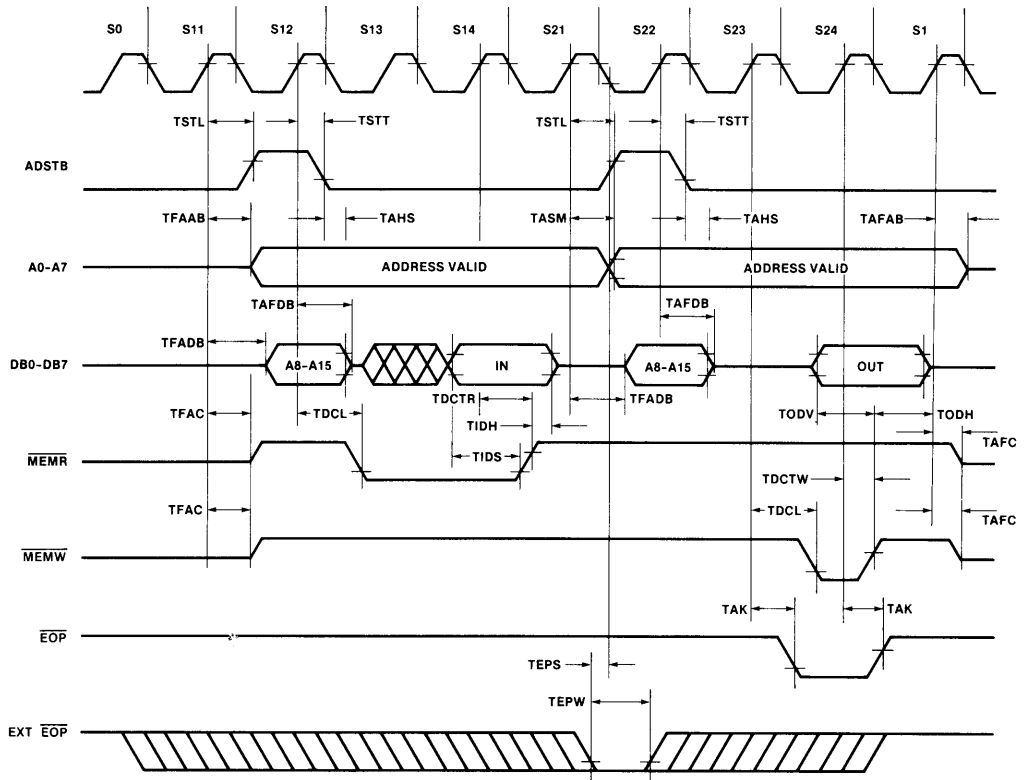 S0 S11 S12 S13 S14 S21 S22 S23 S24 S1
TSTL TSTT TSTL TSTT
ADSTB
TFAAB TAHS TASM TAHS TAFAB
A0-A7 ADDRESS VALID ADDRESS VALID
TAFDB TAFDB
TFADB
DB0-DB7 A8-A15 IN A8-A15 OUT
TDCTR TFADB
TFAC TDCL TIDH TODV TODH
TAFC
MEMR TIDS
TDCTW
TFAC TDCL TAFC
MEMW
TAK TAK
EOP
TEPS
TEPW
EXT EOP